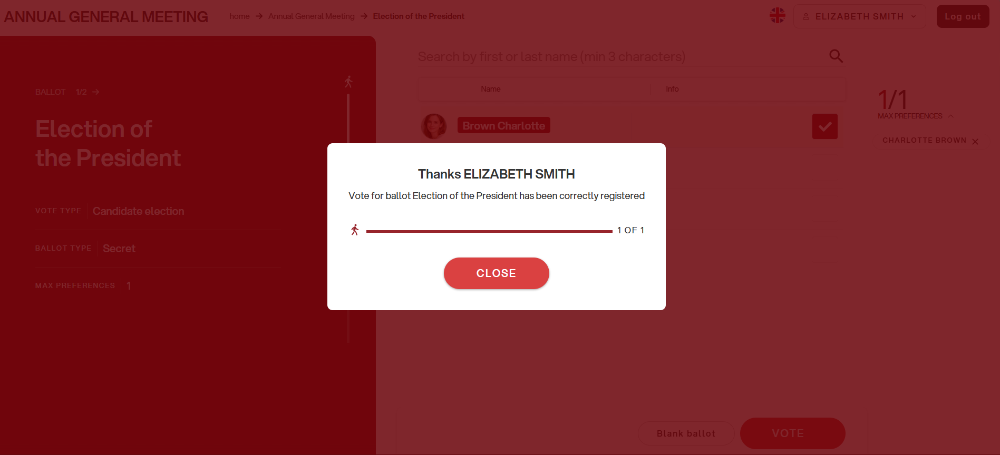 ANNUAL GENERAL MEETING
home → Annual General Meeting → Election of the President
ELIZABETH SMITH
Log out
BALLOT 1/2 →
Election of
the President
VOTE TYPE Candidate election
BALLOT TYPE Secret
MAX PREFERENCES 1
Search by first or last name (min 3 characters)
Name Info
Brown Charlotte
1/1
MAX PREFERENCES
CHARLOTTE BROWN
Thanks ELIZABETH SMITH
Vote for ballot Election of the President has been correctly registered
1 OF 1
CLOSE
Blank ballot
VOTE